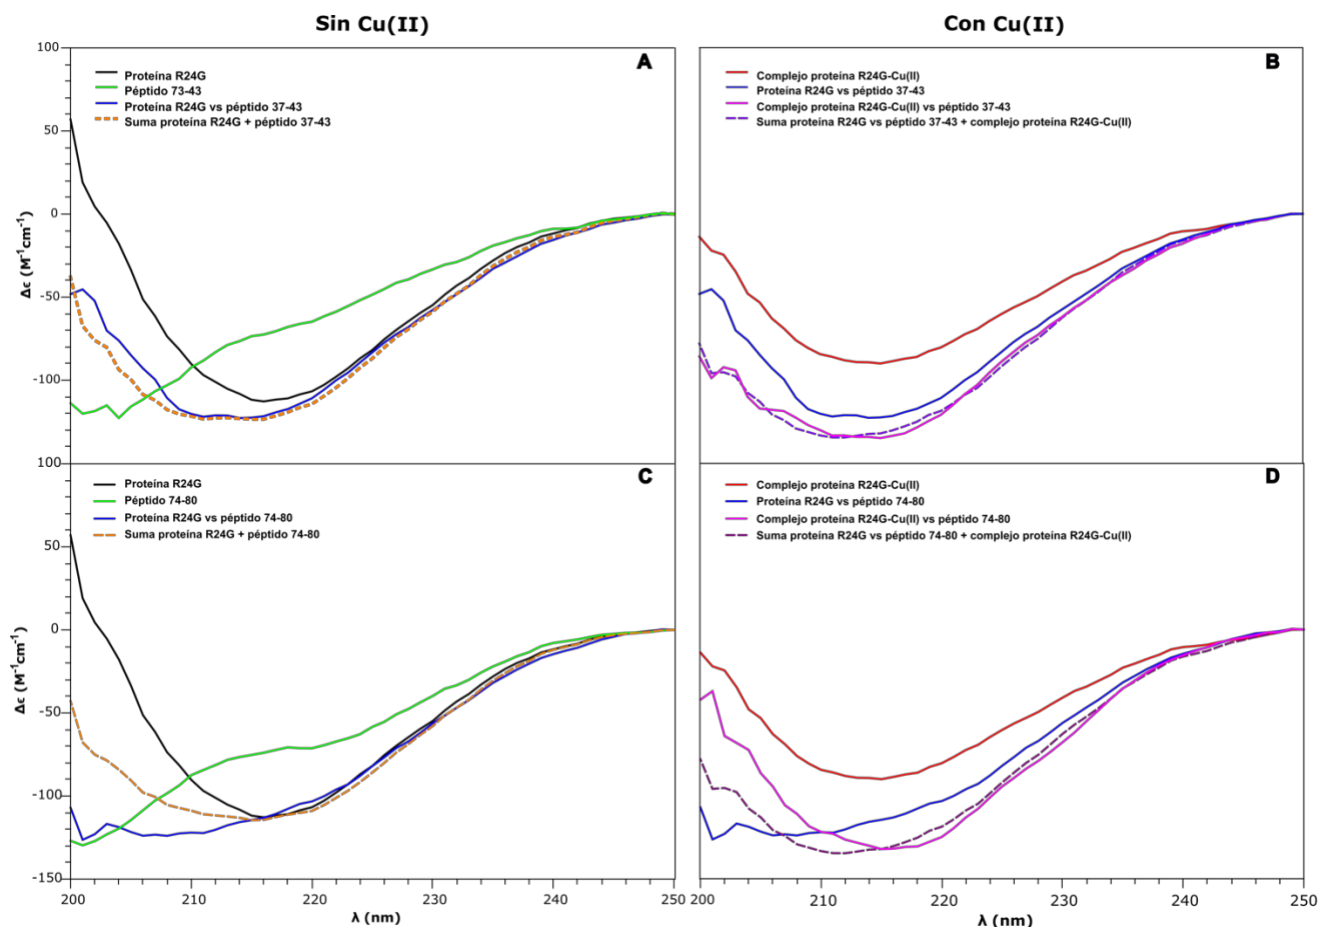 Sin Cu(II)
Con Cu(II)
A
Proteína R24G
Péptido 73-43
Proteína R24G vs péptido 37-43
Suma proteína R24G + péptido 37-43
100
50
0
-50
-100
Δϵ (M⁻¹cm⁻¹)
B
Complejo proteína R24G-Cu(II)
Proteína R24G vs péptido 37-43
Complejo proteína R24G-Cu(II) vs péptido 37-43
Suma proteína R24G vs péptido 37-43 + complejo proteína R24G-Cu(II)
C
Proteína R24G
Péptido 74-80
Proteína R24G vs péptido 74-80
Suma proteína R24G + péptido 74-80
100
50
0
-50
-100
-150
Δϵ (M⁻¹cm⁻¹)
200 210 220 230 240 250
λ (nm)
D
Complejo proteína R24G-Cu(II)
Proteína R24G vs péptido 74-80
Complejo proteína R24G-Cu(II) vs péptido 74-80
Suma proteína R24G vs péptido 74-80 + complejo proteína R24G-Cu(II)
200 210 220 230 240 250
λ (nm)